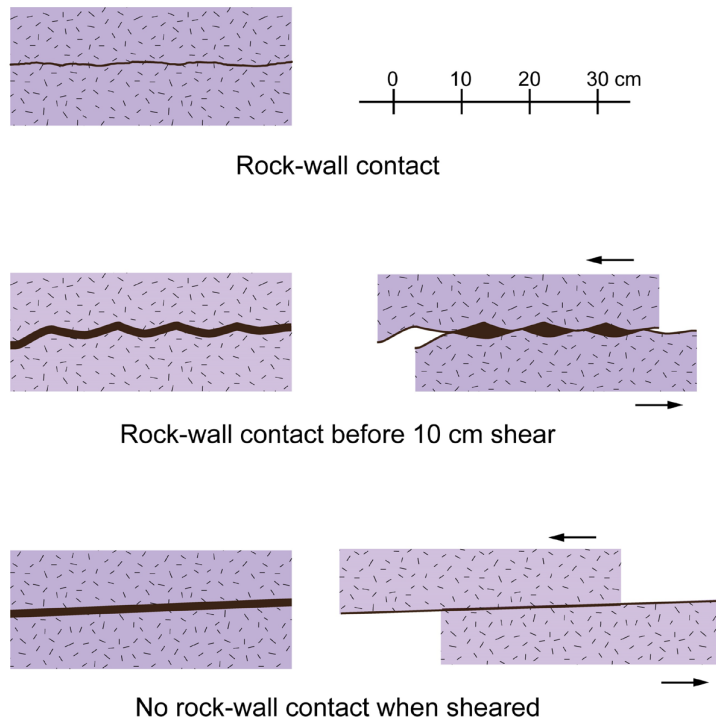 0 10 20 30 cm
Rock-wall contact
Rock-wall contact before 10 cm shear
No rock-wall contact when sheared